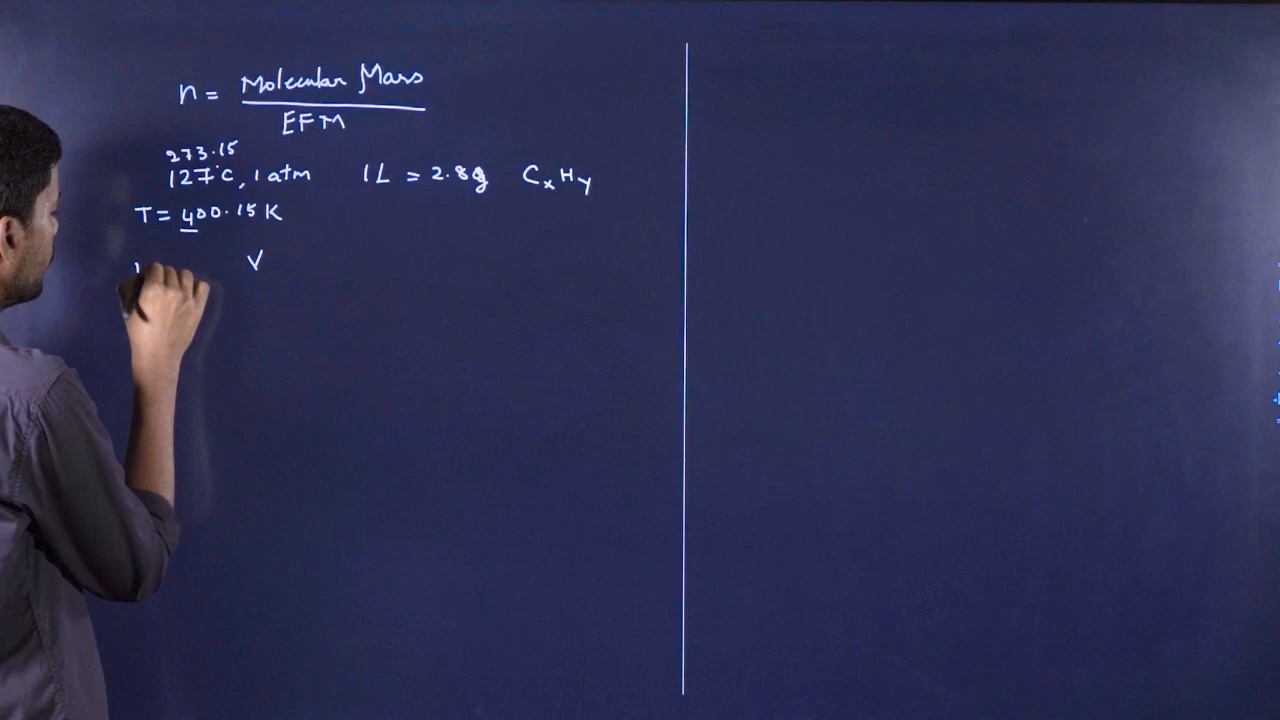 n = Molecular Mass
EFM
273.15
127°C, 1 atm 1L = 2.8g CxHy
T = 400.15 K
V